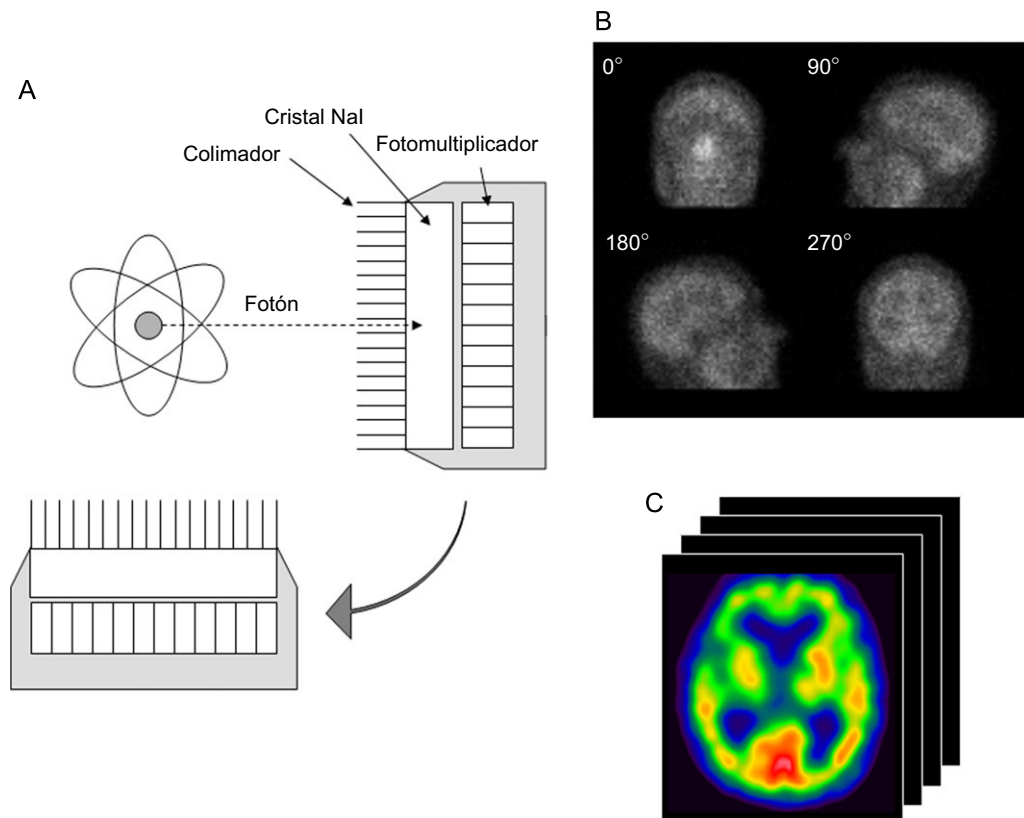 A
Cristal NaI
Colimador
Fotomultiplicador
Fotón
B
0°
90°
180°
270°
C